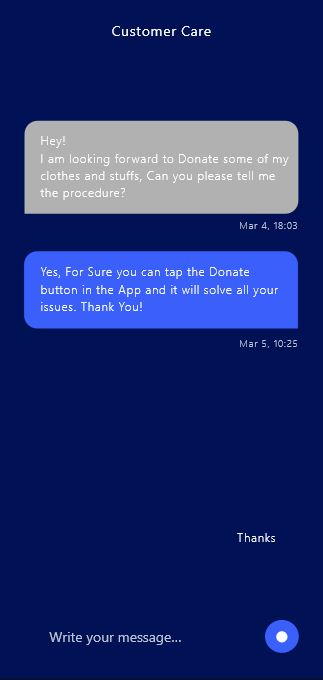 Customer Care
Hey!
I am looking forward to Donate some of my
clothes and stuffs, Can you please tell me
the procedure?
Mar 4, 18:03
Yes, For Sure you can tap the Donate
button in the App and it will solve all your
issues. Thank You!
Mar 5, 10:25
Thanks
Write your message...